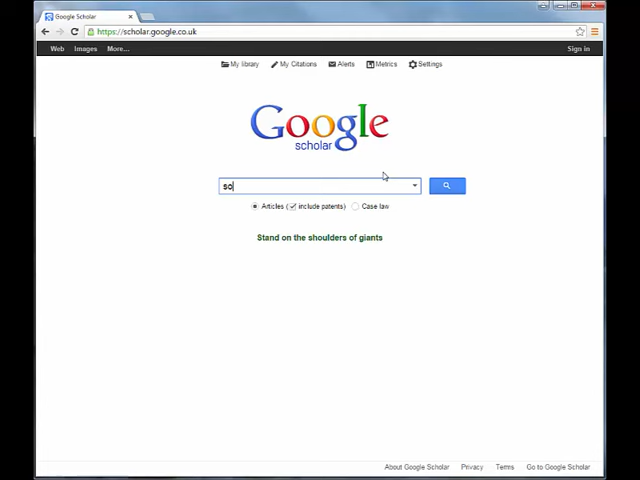 Google Scholar
https://scholar.google.co.uk
Web Images More... Sign in
My library My Citations Alerts Metrics Settings
Google
scholar
so
Articles (include patents) Case law
Stand on the shoulders of giants
About Google Scholar Privacy Terms Go to Google Scholar